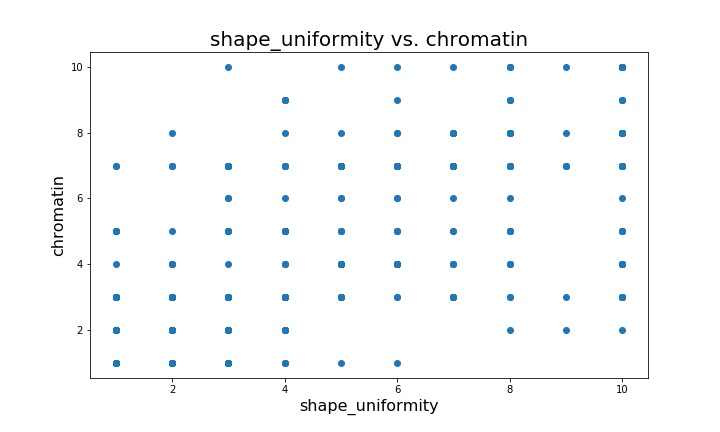 shape_uniformity vs. chromatin
10
8
6
4
2
chromatin
2 4 6 8 10
shape_uniformity